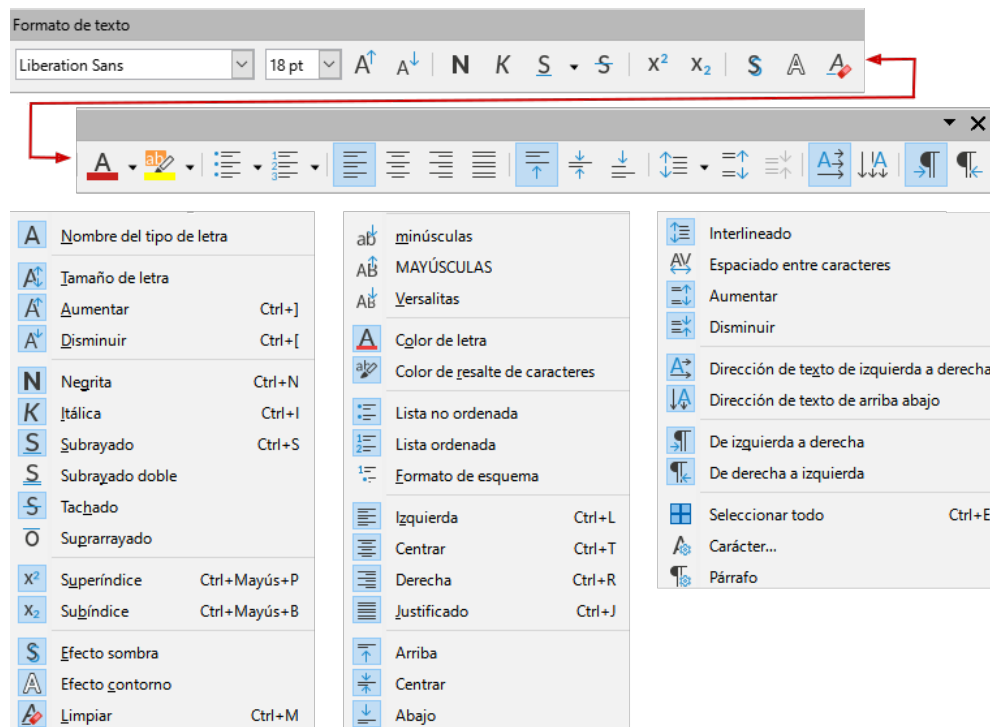 Formato de texto
Liberation Sans 18 pt
Nombre del tipo de letra
Tamaño de letra
Aumentar Ctrl+]
Disminuir Ctrl+[
Negrita Ctrl+N
Itálica Ctrl+I
Subrayado Ctrl+S
Subrayado doble
Tachado
Suprarrayado
Superíndice Ctrl+Mayús+P
Subíndice Ctrl+Mayús+B
Efecto sombra
Efecto contorno
Limpiar Ctrl+M
minúsculas
MAYÚSCULAS
Versalitas
Color de letra
Color de resalte de caracteres
Lista no ordenada
Lista ordenada
Formato de esquema
Izquierda Ctrl+L
Centrar Ctrl+T
Derecha Ctrl+R
Justificado Ctrl+J
Arriba
Centrar
Abajo
Interlineado
Espaciado entre caracteres
Aumentar
Disminuir
Dirección de texto de izquierda a derecha
Dirección de texto de arriba abajo
De izquierda a derecha
De derecha a izquierda
Seleccionar todo Ctrl+E
Carácter...
Párrafo